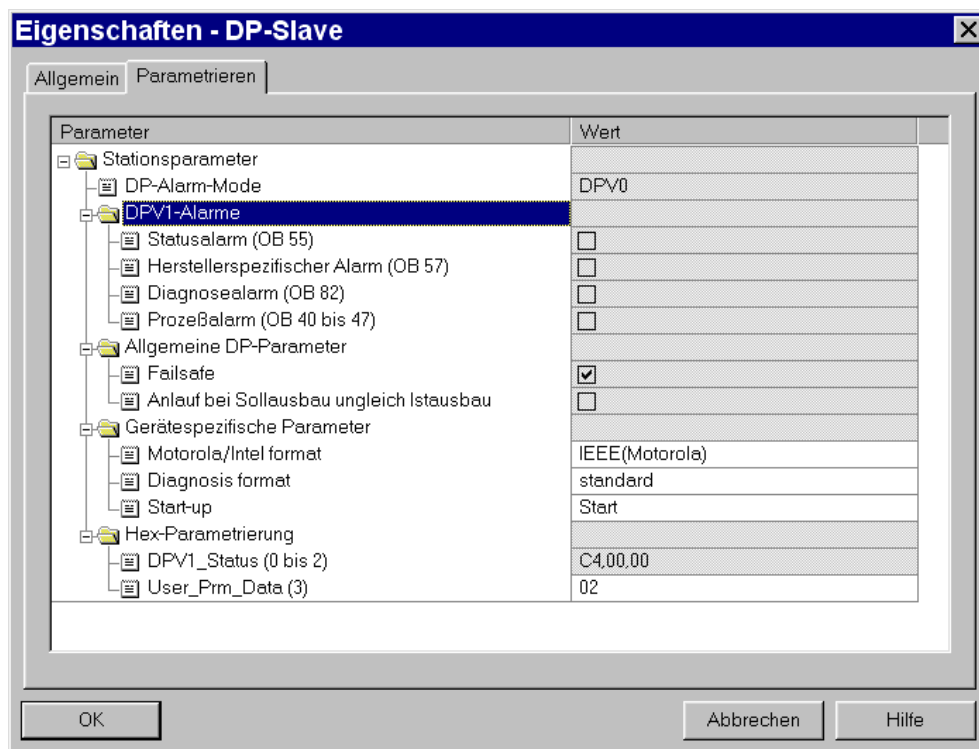 Eigenschaften - DP-Slave
Allgemein Parametrieren
Parameter Wert
Stationsparameter
DP-Alarm-Mode DPV0
DPV1-Alarme
Statusalarm (OB 55)
Herstellerspezifischer Alarm (OB 57)
Diagnosealarm (OB 82)
Prozeßalarm (OB 40 bis 47)
Allgemeine DP-Parameter
Failsafe
Anlauf bei Sollausbau ungleich Istausbau
Gerätespezifische Parameter
Motorola/Intel format IEEE(Motorola)
Diagnosis format standard
Start-up Start
Hex-Parametrierung
DPV1_Status (0 bis 2) C4,00,00
User_Prm_Data (3) 02
OK Abbrechen Hilfe